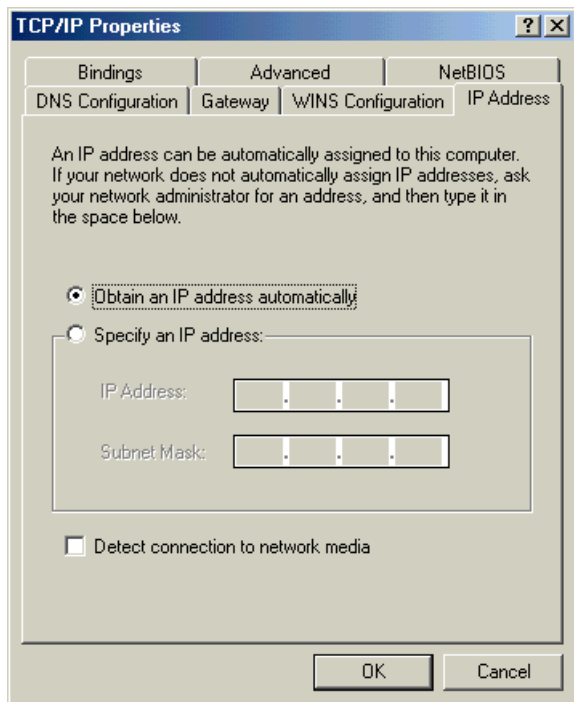 TCP/IP Properties
Bindings Advanced NetBIOS
DNS Configuration Gateway WINS Configuration IP Address
An IP address can be automatically assigned to this computer.
If your network does not automatically assign IP addresses, ask
your network administrator for an address, and then type it in
the space below.
Obtain an IP address automatically
Specify an IP address:
IP Address: . . .
Subnet Mask: . . .
Detect connection to network media
OK Cancel